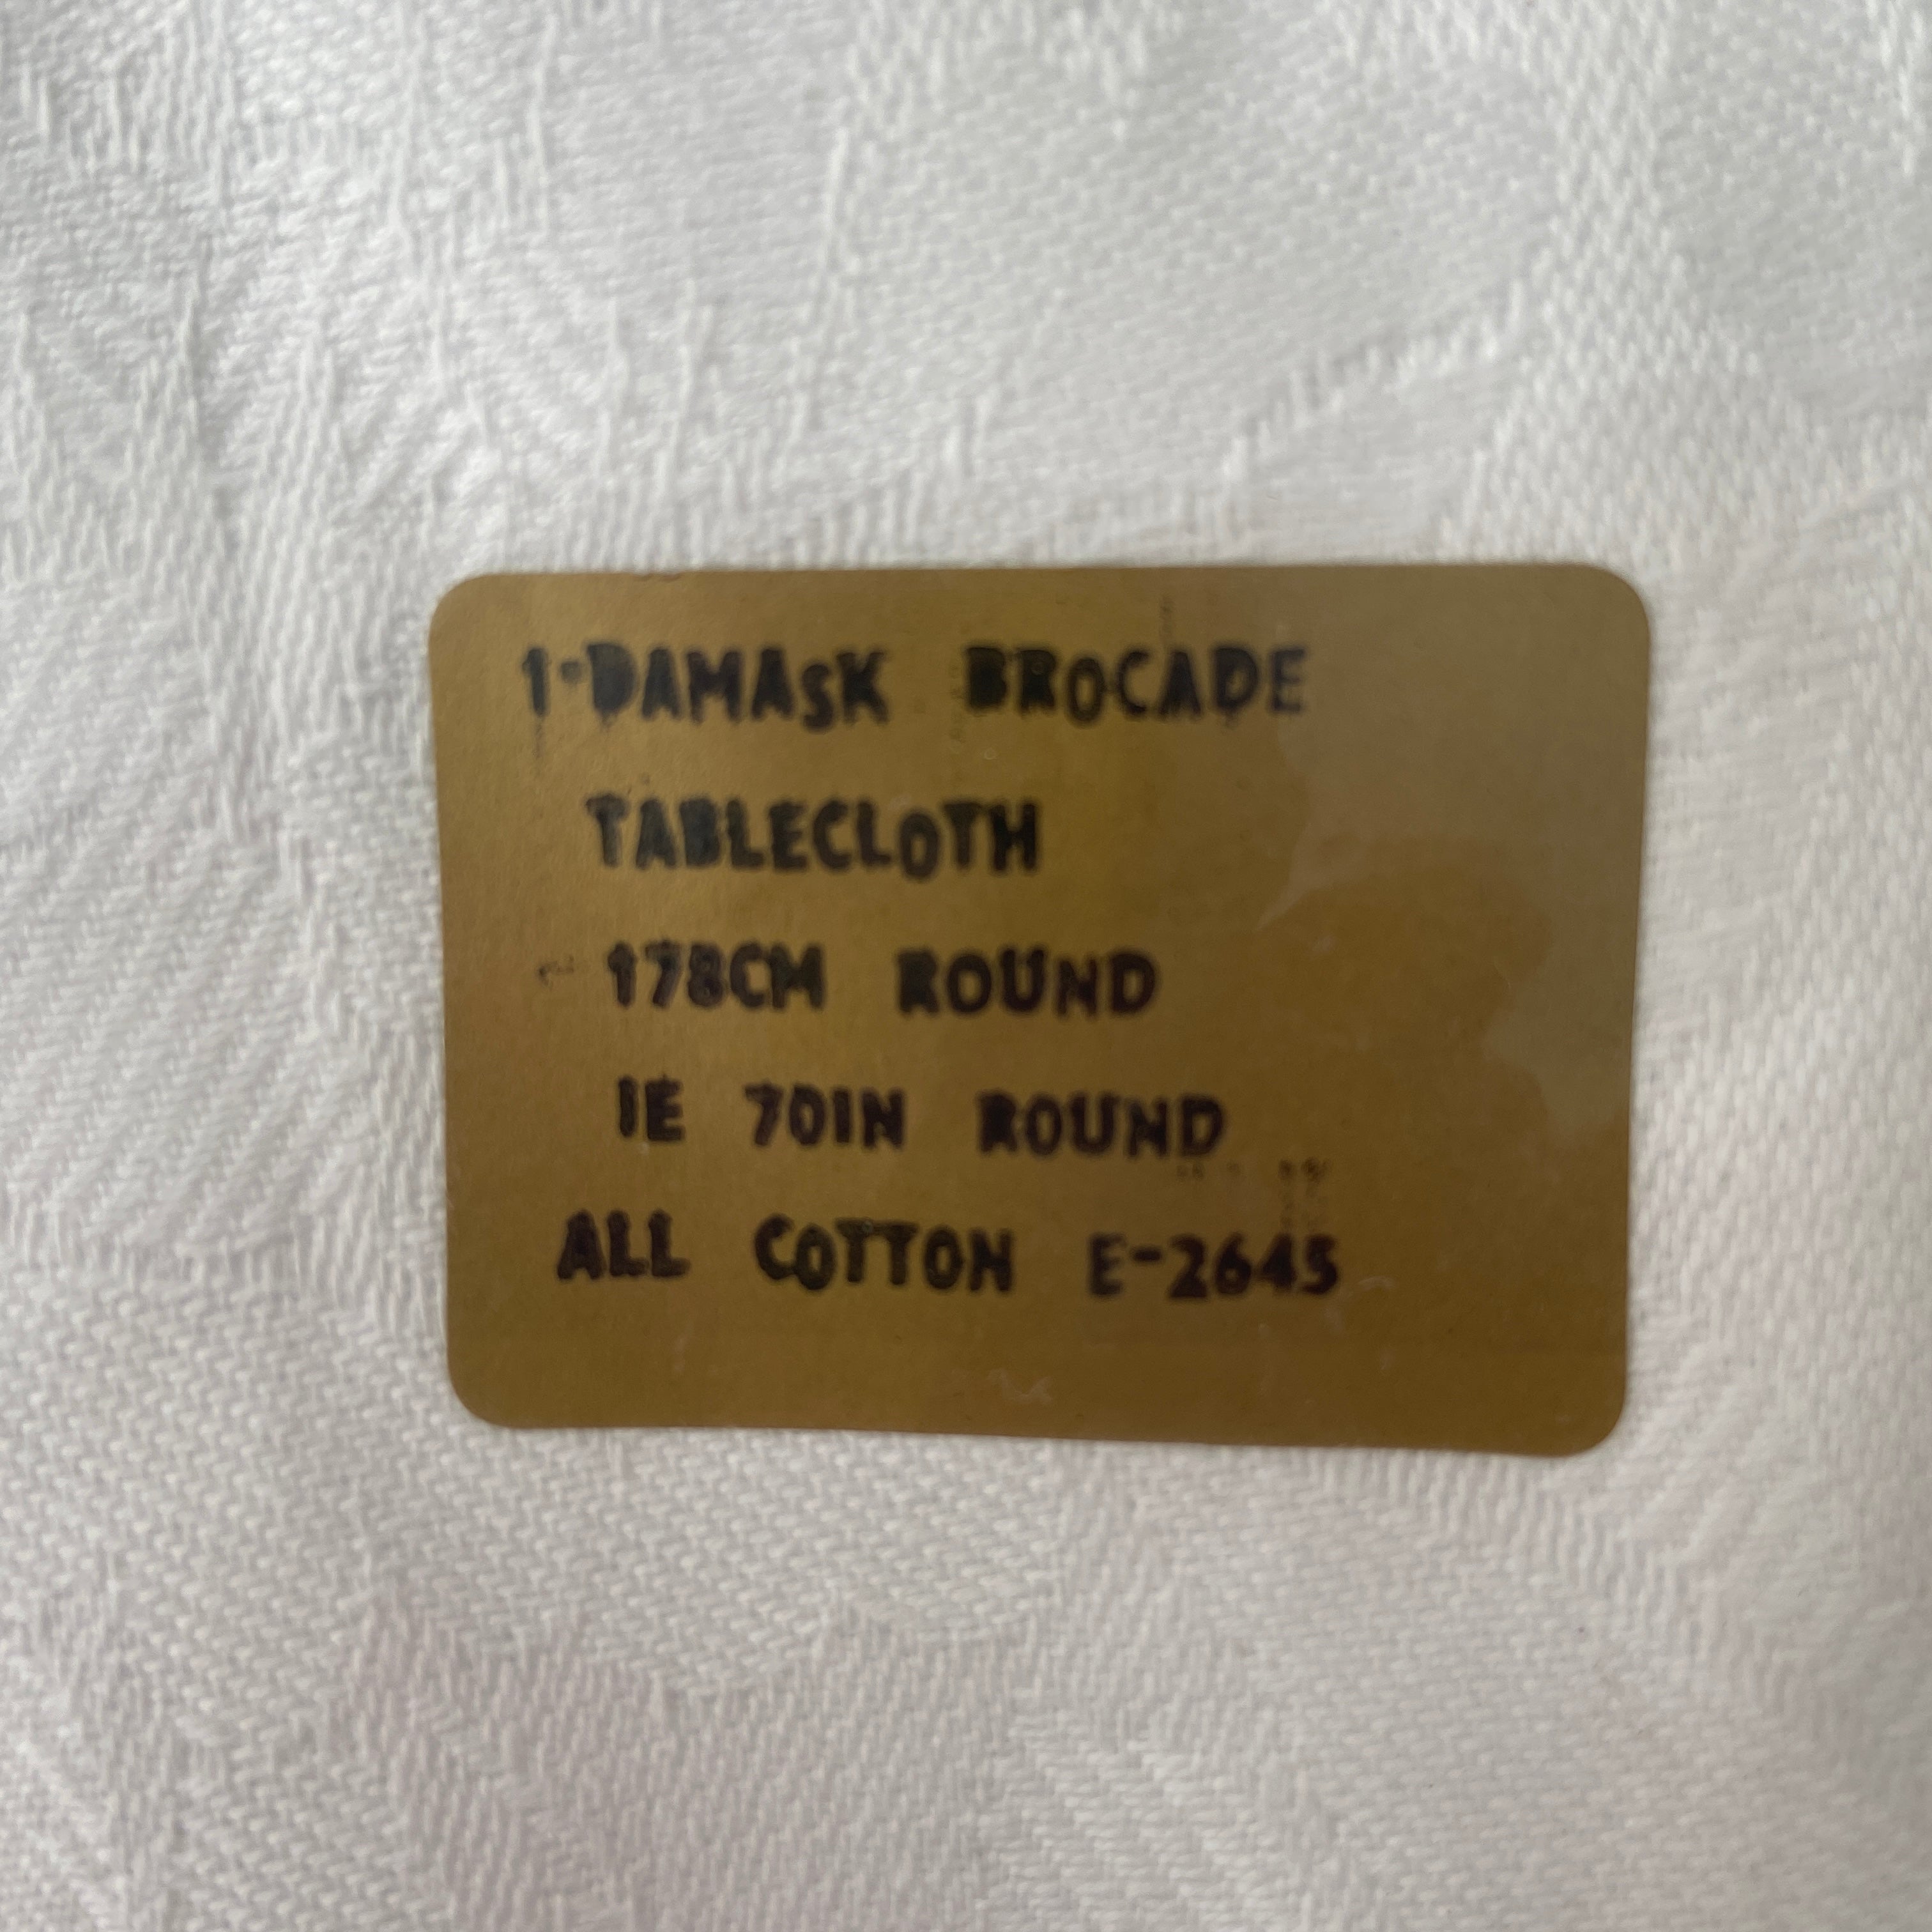 1-DAMASK BROCADE
TABLECLOTH
178CM ROUND
IE 70IN ROUND
ALL COTTON E-2645